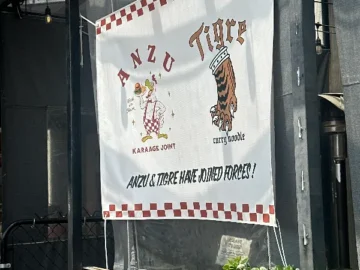 ANZU
Tigre
KARAAGE JOINT
curry noodle
ANZU & TIGRE HAVE JOINED FORCES!